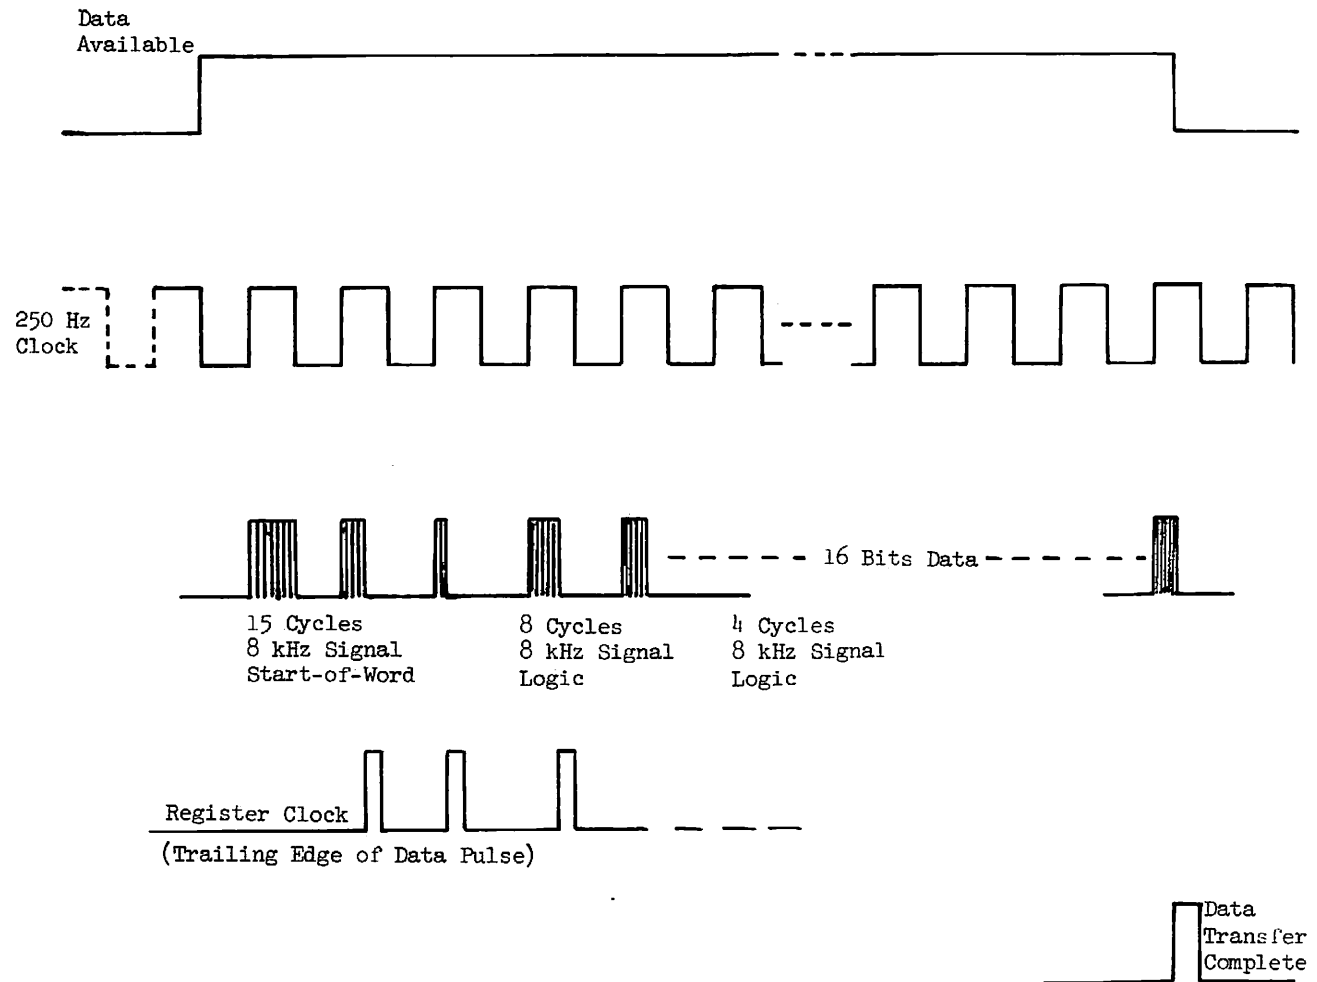 Data
Available
250 Hz
Clock
16 Bits Data
15 Cycles
8 kHz Signal
Start-of-Word
8 Cycles
8 kHz Signal
Logic
4 Cycles
8 kHz Signal
Logic
Register Clock
(Trailing Edge of Data Pulse)
Data
Transfer
Complete